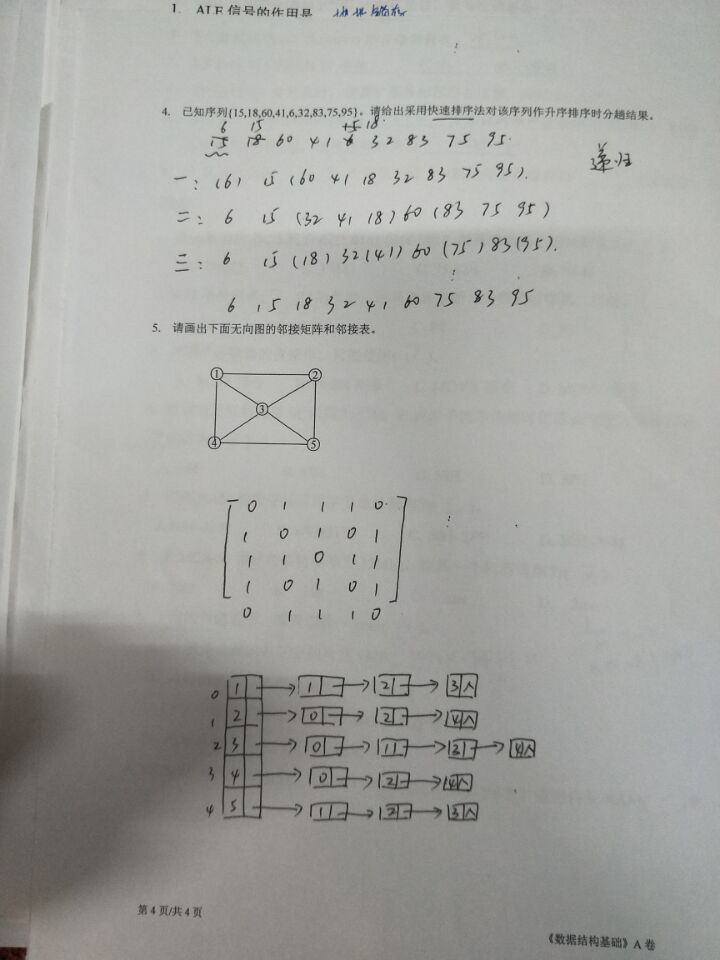 1. ALE 信号的作用是
4. 已知序列{15,18,60,41,6,32,83,75,95}。请给出采用快速排序法对该序列作升序排序时分趟结果。
6 15 15 18
15 18 60 41 6 32 83 75 95.
递归
一: (6) 15 (60 41 18 32 83 75 95).
二: 6 15 (32 41 18) 60 (83 75 95)
三: 6 15 (18) 32 (41) 60 (75) 83 (95).
6 15 18 32 41 60 75 83 95
5. 请画出下面无向图的邻接矩阵和邻接表。
① ②
③
④ ⑤
0 1 1 1 0
1 0 1 0 1
1 1 0 1 1
1 0 1 0 1
0 1 1 1 0
0 1 → 1 → 2 → 3 ∧
1 2 → 0 → 2 → 4 ∧
2 3 → 0 → 1 → 3 → 4 ∧
3 4 → 0 → 2 → 4 ∧
4 5 → 1 → 2 → 3 ∧
第 4 页/共 4 页
《数据结构基础》A 卷